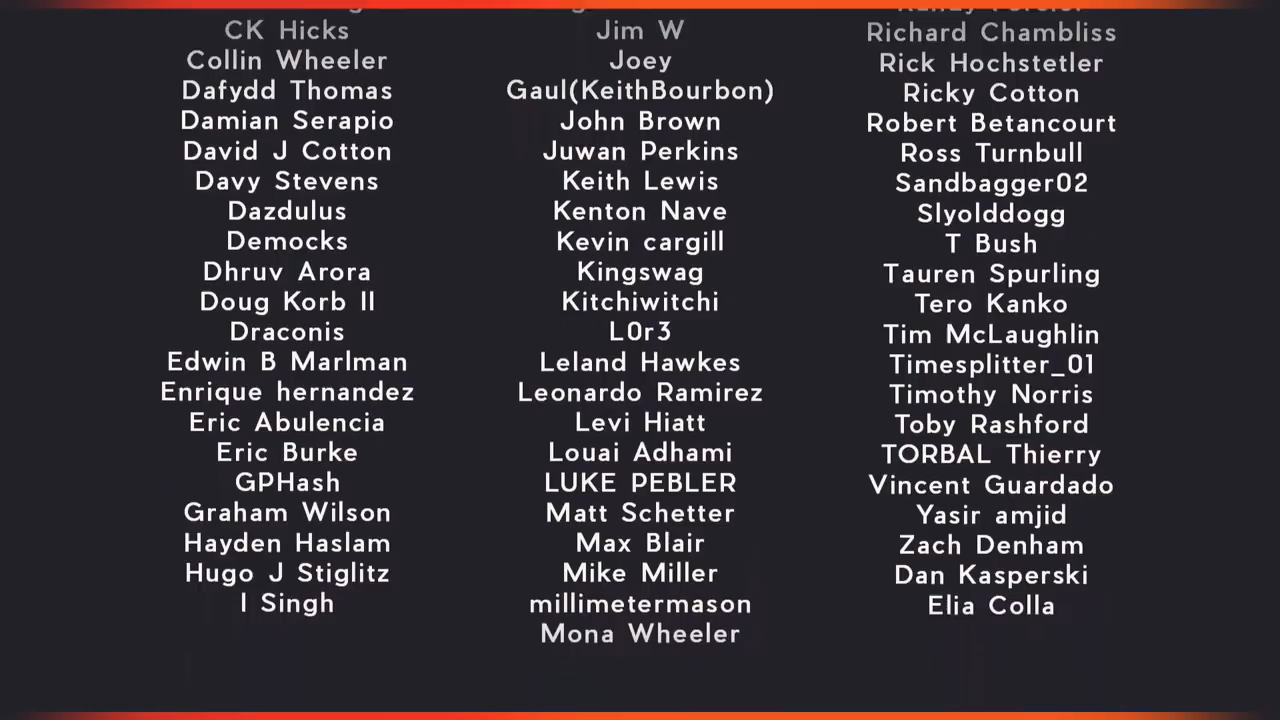 CK Hicks
Collin Wheeler
Dafydd Thomas
Damian Serapio
David J Cotton
Davy Stevens
Dazdulus
Democks
Dhruv Arora
Doug Korb II
Draconis
Edwin B Marlman
Enrique hernandez
Eric Abulencia
Eric Burke
GPHash
Graham Wilson
Hayden Haslam
Hugo J Stiglitz
I Singh
Jim W
Joey
Gaul(KeithBourbon)
John Brown
Juwan Perkins
Keith Lewis
Kenton Nave
Kevin cargill
Kingswag
Kitchiwitchi
L0r3
Leland Hawkes
Leonardo Ramirez
Levi Hiatt
Louai Adhami
LUKE PEBLER
Matt Schetter
Max Blair
Mike Miller
millimetermason
Mona Wheeler
Richard Chambliss
Rick Hochstetler
Ricky Cotton
Robert Betancourt
Ross Turnbull
Sandbagger02
Slyolddogg
T Bush
Tauren Spurling
Tero Kanko
Tim McLaughlin
Timesplitter_01
Timothy Norris
Toby Rashford
TORBAL Thierry
Vincent Guardado
Yasir amjid
Zach Denham
Dan Kasperski
Elia Colla